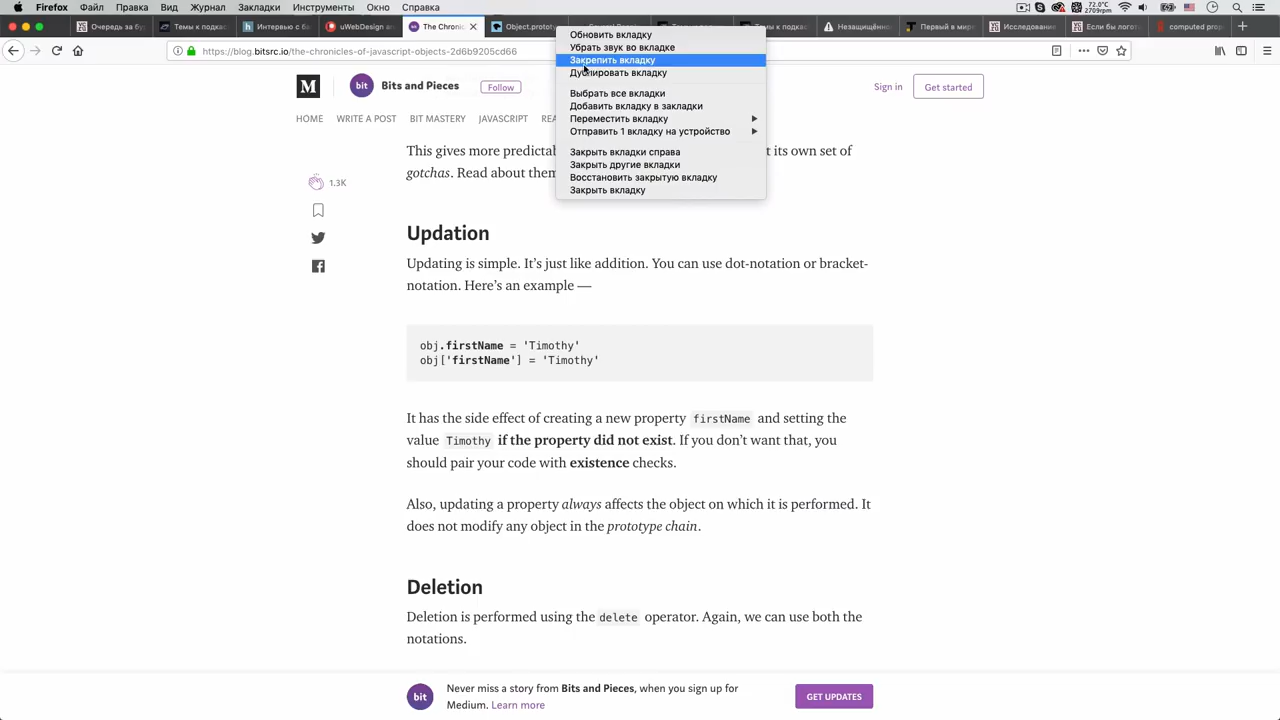 Firefox Файл Правка Вид Журнал Закладки Инструменты Окно Справка 72.0°C 2709rpm
Очередь за бу Темы к подкас Интервью с бе uWebDesign an The Chronic Object.protot Незащищённ Первый в мире Исследование Если бы логоти computed prop
https://blog.bitsrc.io/the-chronicles-of-javascript-objects-2d6b9205cd66
Обновить вкладку
Убрать звук во вкладке
Закрепить вкладку
Дублировать вкладку
Выбрать все вкладки
Добавить вкладку в закладки
Переместить вкладку
Отправить 1 вкладку на устройство
Закрыть вкладки справа
Закрыть другие вкладки
Восстановить закрытую вкладку
Закрыть вкладку
M bit Bits and Pieces Follow Sign in Get started
HOME WRITE A POST BIT MASTERY JAVASCRIPT REA
This gives more predictab t its own set of
gotchas. Read about them
1.3K
Updation
Updating is simple. It’s just like addition. You can use dot-notation or bracket-
notation. Here’s an example —
obj.firstName = 'Timothy'
obj['firstName'] = 'Timothy'
It has the side effect of creating a new property firstName and setting the
value Timothy if the property did not exist. If you don’t want that, you
should pair your code with existence checks.
Also, updating a property always affects the object on which it is performed. It
does not modify any object in the prototype chain.
Deletion
Deletion is performed using the delete operator. Again, we can use both the
notations.
bit Never miss a story from Bits and Pieces, when you sign up for
Medium. Learn more
GET UPDATES